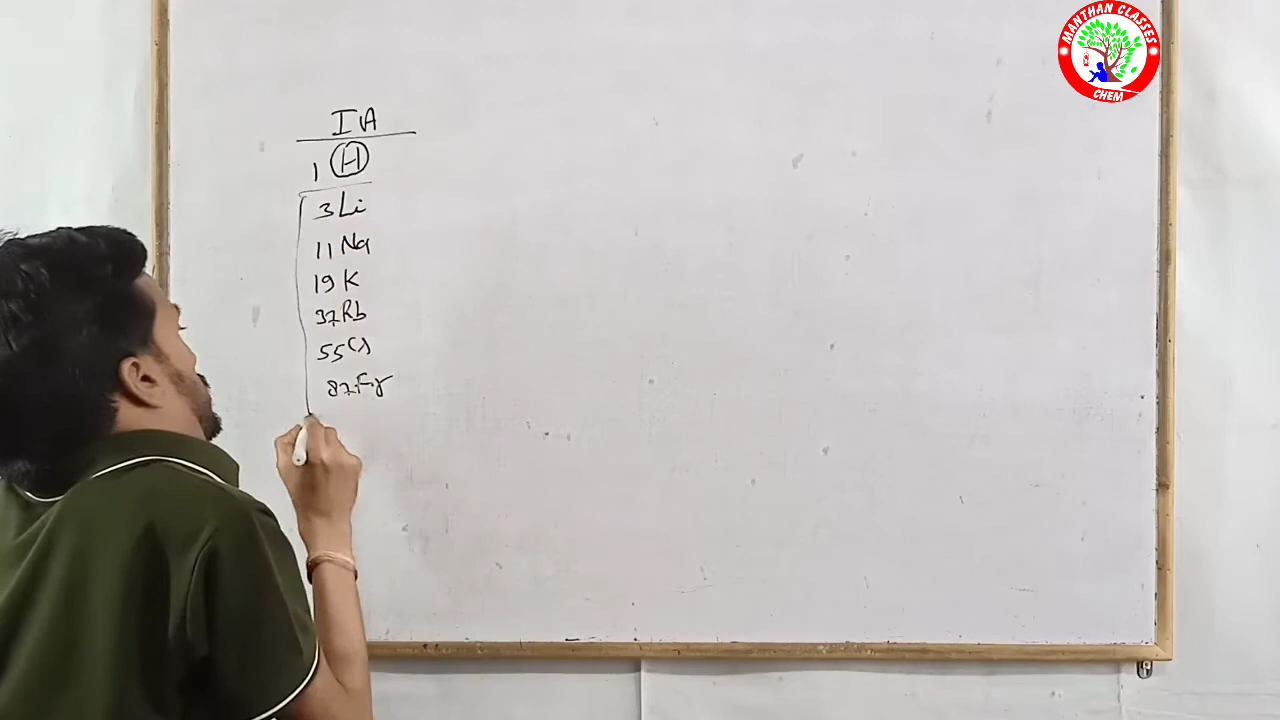 MANTHAN CLASSES
CHEM
IA
1 H
3 Li
11 Na
19 K
37 Rb
55 Cs
87 Fr